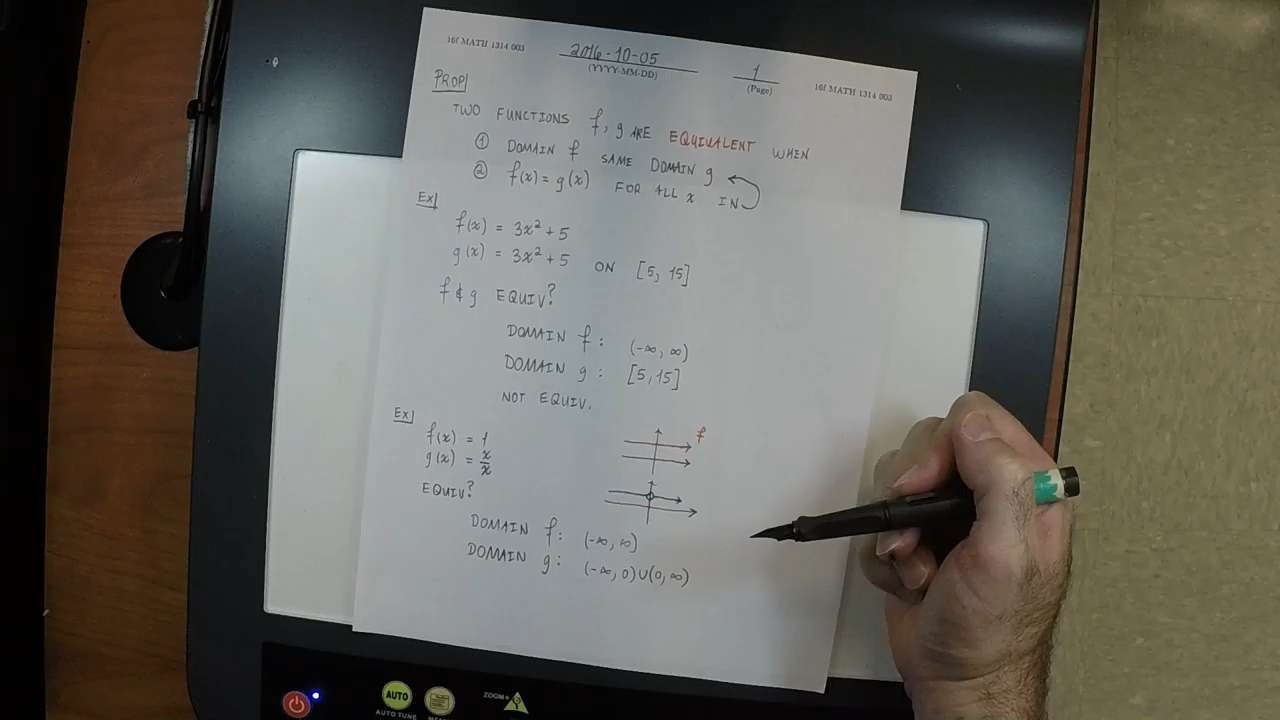 16f MATH 1314 003 2016-10-05 1 16f MATH 1314 003
(YYYY-MM-DD) (Page)
PROP
TWO FUNCTIONS f, g ARE EQUIVALENT WHEN
① DOMAIN f SAME DOMAIN g
② f(x) = g(x) FOR ALL x IN
Ex
f(x) = 3x² + 5
g(x) = 3x² + 5 ON [5, 15]
f & g EQUIV?
DOMAIN f: (-∞, ∞)
DOMAIN g: [5, 15]
NOT EQUIV.
Ex
f(x) = 1 f
g(x) = x/x
EQUIV?
DOMAIN f: (-∞, ∞)
DOMAIN g: (-∞, 0) ∪ (0, ∞)
AUTO ZOOM+
AUTO TUNE